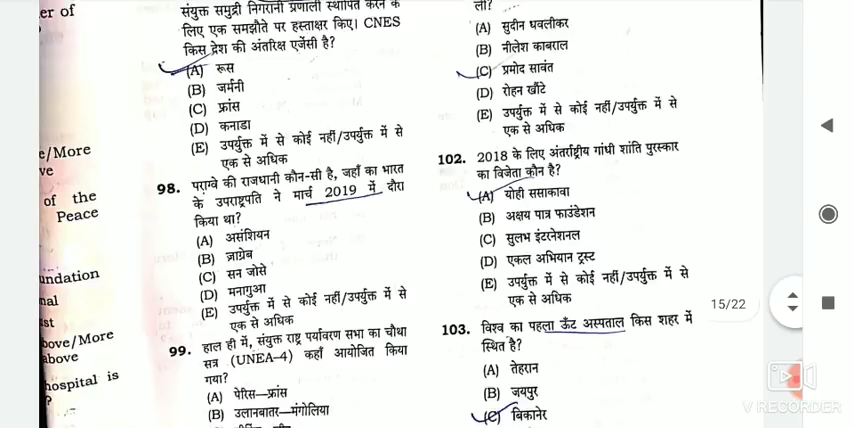 er of
e/More
ve
of the
Peace
undation
nal
st
bove/More
above
hospital is
?
संयुक्त समुद्री निगरानी प्रणाली स्थापित करने के
लिए एक समझौते पर हस्ताक्षर किए। CNES
किस देश की अंतरिक्ष एजेंसी है?
(A) रूस
(B) जर्मनी
(C) फ्रांस
(D) कनाडा
(E) उपर्युक्त में से कोई नहीं/उपर्युक्त में से
एक से अधिक
98. पराग्वे की राजधानी कौन-सी है, जहाँ का भारत
के उपराष्ट्रपति ने मार्च 2019 में दौरा
किया था?
(A) असंशियन
(B) ज़ाग्रेब
(C) सन जोसे
(D) मनागुआ
(E) उपर्युक्त में से कोई नहीं/उपर्युक्त में से
एक से अधिक
99. हाल ही में, संयुक्त राष्ट्र पर्यावरण सभा का चौथा
सत्र (UNEA-4) कहाँ आयोजित किया
गया?
(A) पेरिस—फ्रांस
(B) उलानबातर—मंगोलिया
ली?
(A) सुदीन धवलीकर
(B) नीलेश काबराल
(C) प्रमोद सावंत
(D) रोहन खौंटे
(E) उपर्युक्त में से कोई नहीं/उपर्युक्त में से
एक से अधिक
102. 2018 के लिए अंतर्राष्ट्रीय गांधी शांति पुरस्कार
का विजेता कौन है?
(A) योही ससाकावा
(B) अक्षय पात्र फाउंडेशन
(C) सुलभ इंटरनेशनल
(D) एकल अभियान ट्रस्ट
(E) उपर्युक्त में से कोई नहीं/उपर्युक्त में से
एक से अधिक
103. विश्व का पहला ऊँट अस्पताल किस शहर में
स्थित है?
(A) तेहरान
(B) जयपुर
(C) बिकानेर
15/22
V RECORDER